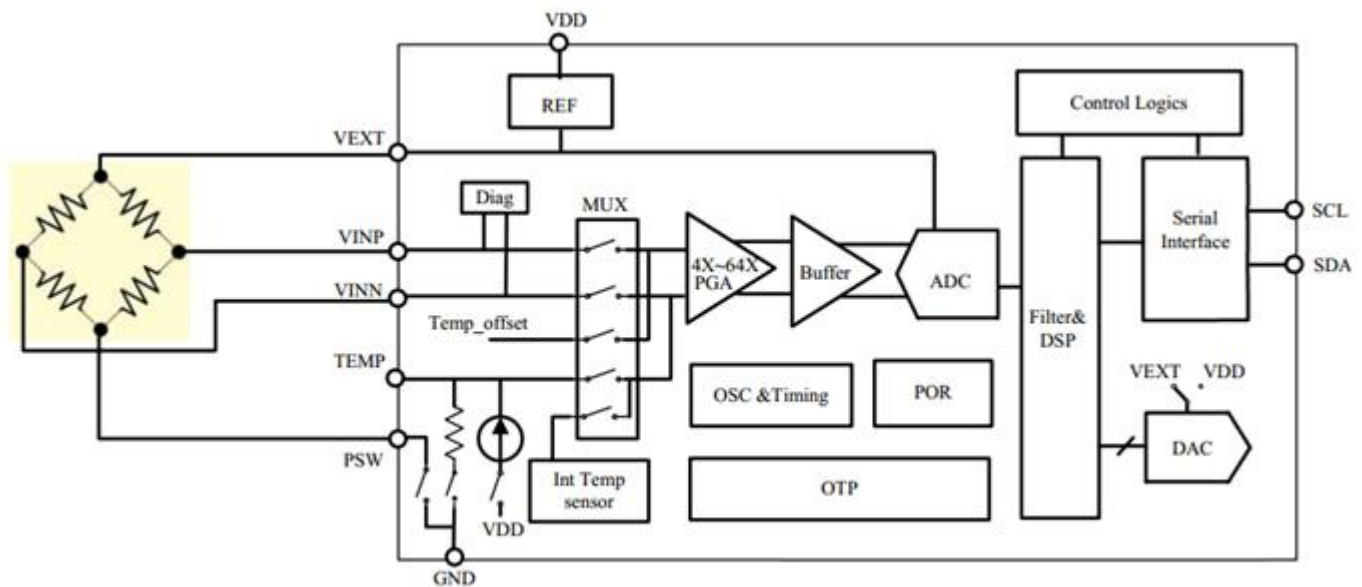 VDD
REF
Control Logics
VEXT
Diag
MUX
VINP
SCL
Serial
Interface
4X~64X
PGA
Buffer
ADC
VINN
SDA
Temp_offset
Filter&
DSP
TEMP
VEXT
VDD
OSC &Timing
POR
DAC
PSW
Int Temp
sensor
OTP
VDD
GND